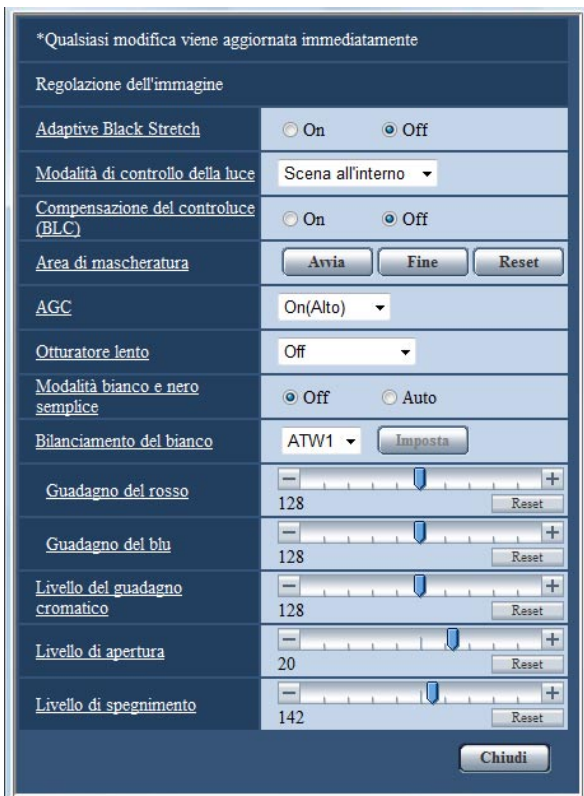 *Qualsiasi modifica viene aggiornata immediatamente
Regolazione dell'immagine
Adaptive Black Stretch On Off
Modalità di controllo della luce Scena all'interno
Compensazione del controluce
(BLC) On Off
Area di mascheratura Avvia Fine Reset
AGC On(Alto)
Otturatore lento Off
Modalità bianco e nero
semplice Off Auto
Bilanciamento del bianco ATW1 Imposta
Guadagno del rosso
128 Reset
Guadagno del blu
128 Reset
Livello del guadagno
cromatico
128 Reset
Livello di apertura
20 Reset
Livello di spegnimento
142 Reset
Chiudi